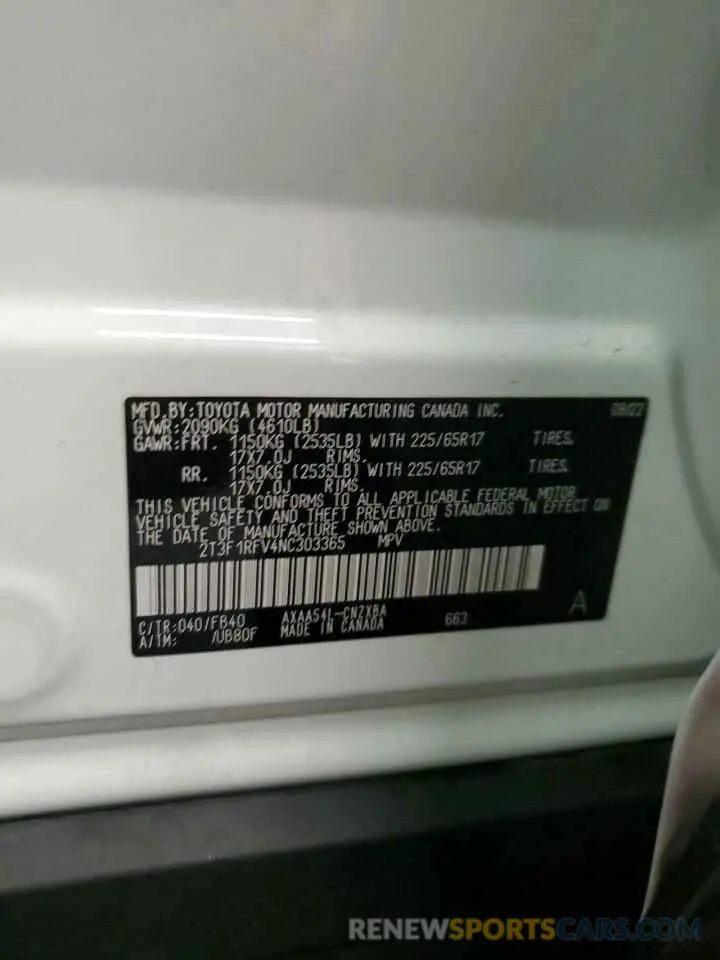 MFD.BY:TOYOTA MOTOR MANUFACTURING CANADA INC. 08/22
GVWR:2090KG (4610LB)
GAWR:FRT. 1150KG (2535LB) WITH 225/65R17 TIRES.
17X7.0J RIMS.
RR. 1150KG (2535LB) WITH 225/65R17 TIRES.
17X7.0J RIMS.
THIS VEHICLE CONFORMS TO ALL APPLICABLE FEDERAL MOTOR
VEHICLE SAFETY AND THEFT PREVENTION STANDARDS IN EFFECT ON
THE DATE OF MANUFACTURE SHOWN ABOVE.
2T3F1RFV4NC303365 MPV
C/TR:040/FB40 AXAA54L-CNZXBA 663 A
A/TM: /UB80F MADE IN CANADA
RENEWSPORTSCARS.COM